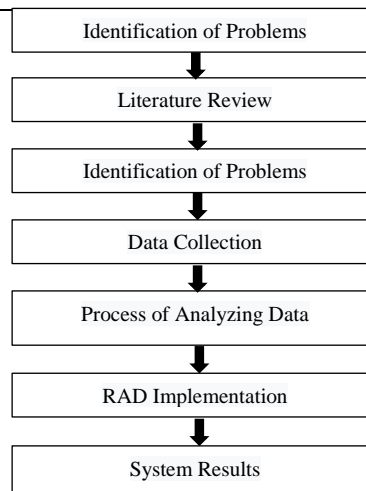 Identification of Problems
Literature Review
Identification of Problems
Data Collection
Process of Analyzing Data
RAD Implementation
System Results